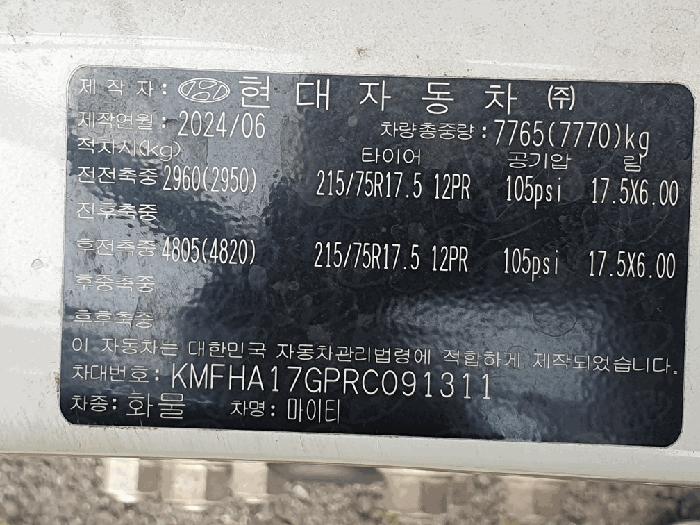 제 작 자: 현 대 자 동 차 ㈜
제작연월: 2024/06 차량총중량: 7765(7770)kg
적차시(kg) 타이어 공기압 림
전전축중 2960(2950) 215/75R17.5 12PR 105psi 17.5X6.00
전후축중
후전축중 4805(4820) 215/75R17.5 12PR 105psi 17.5X6.00
후중축중
후후축중
이 자동차는 대한민국 자동차관리법령에 적합하게 제작되었습니다.
차대번호: KMFHA17GPRC091311
차종: 화물 차명: 마이티